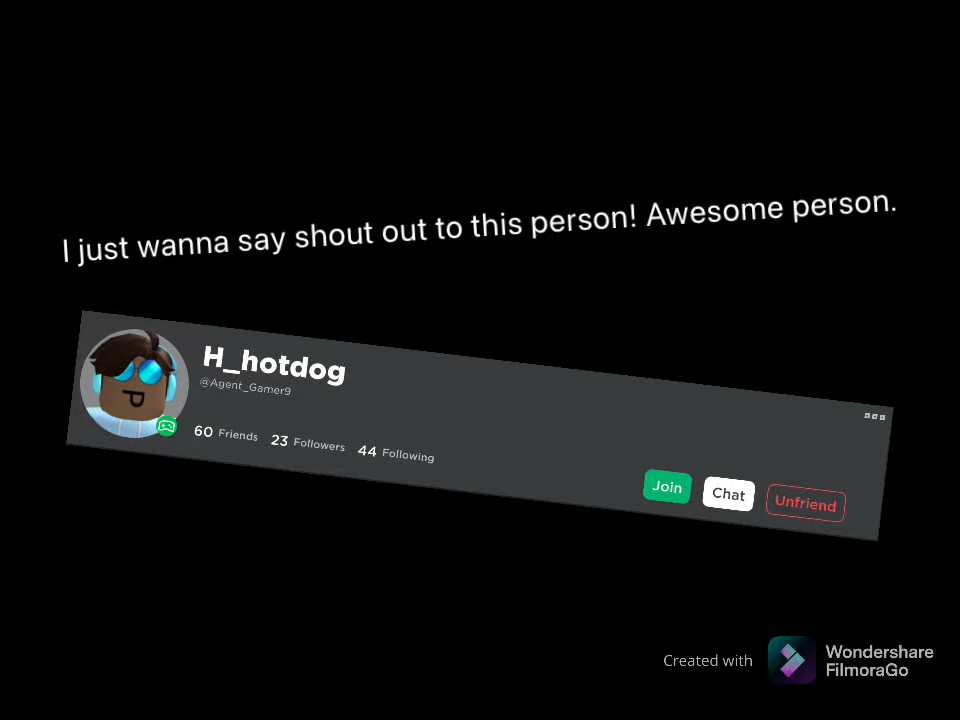 I just wanna say shout out to this person! Awesome person.
H_hotdog
@Agent_Gamer9
60 Friends 23 Followers 44 Following
Join Chat Unfriend
Created with Wondershare
FilmoraGo